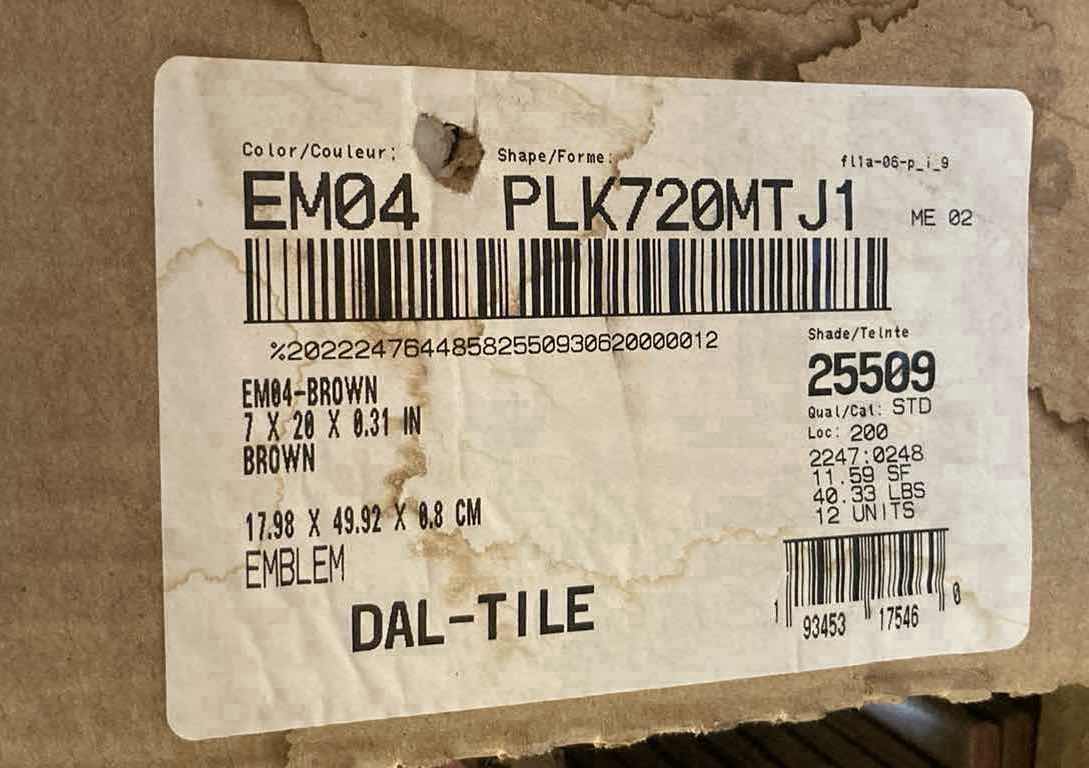 Color/Couleur: Shape/Forme: fl1a-06-p_i_9
EM04 PLK720MTJ1 ME 02
%20222476448582550930620000012
Shade/Teinte
25509
EM04-BROWN
Qual/Cal: STD
7 X 20 X 0.31 IN
Loc: 200
BROWN
2247:0248
11.59 SF
40.33 LBS
12 UNITS
17.98 X 49.92 X 0.8 CM
EMBLEM
DAL-TILE
1 93453 17546 0